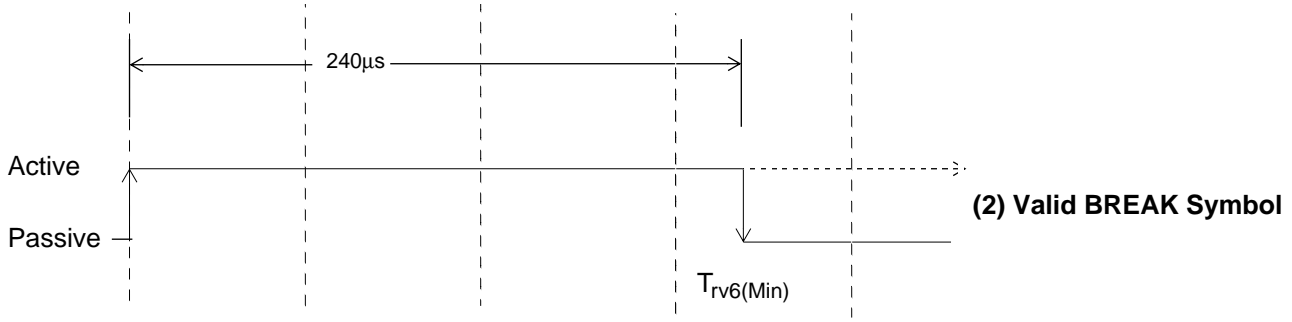 240µs
Active
(2) Valid BREAK Symbol
Passive
Trv6(Min)